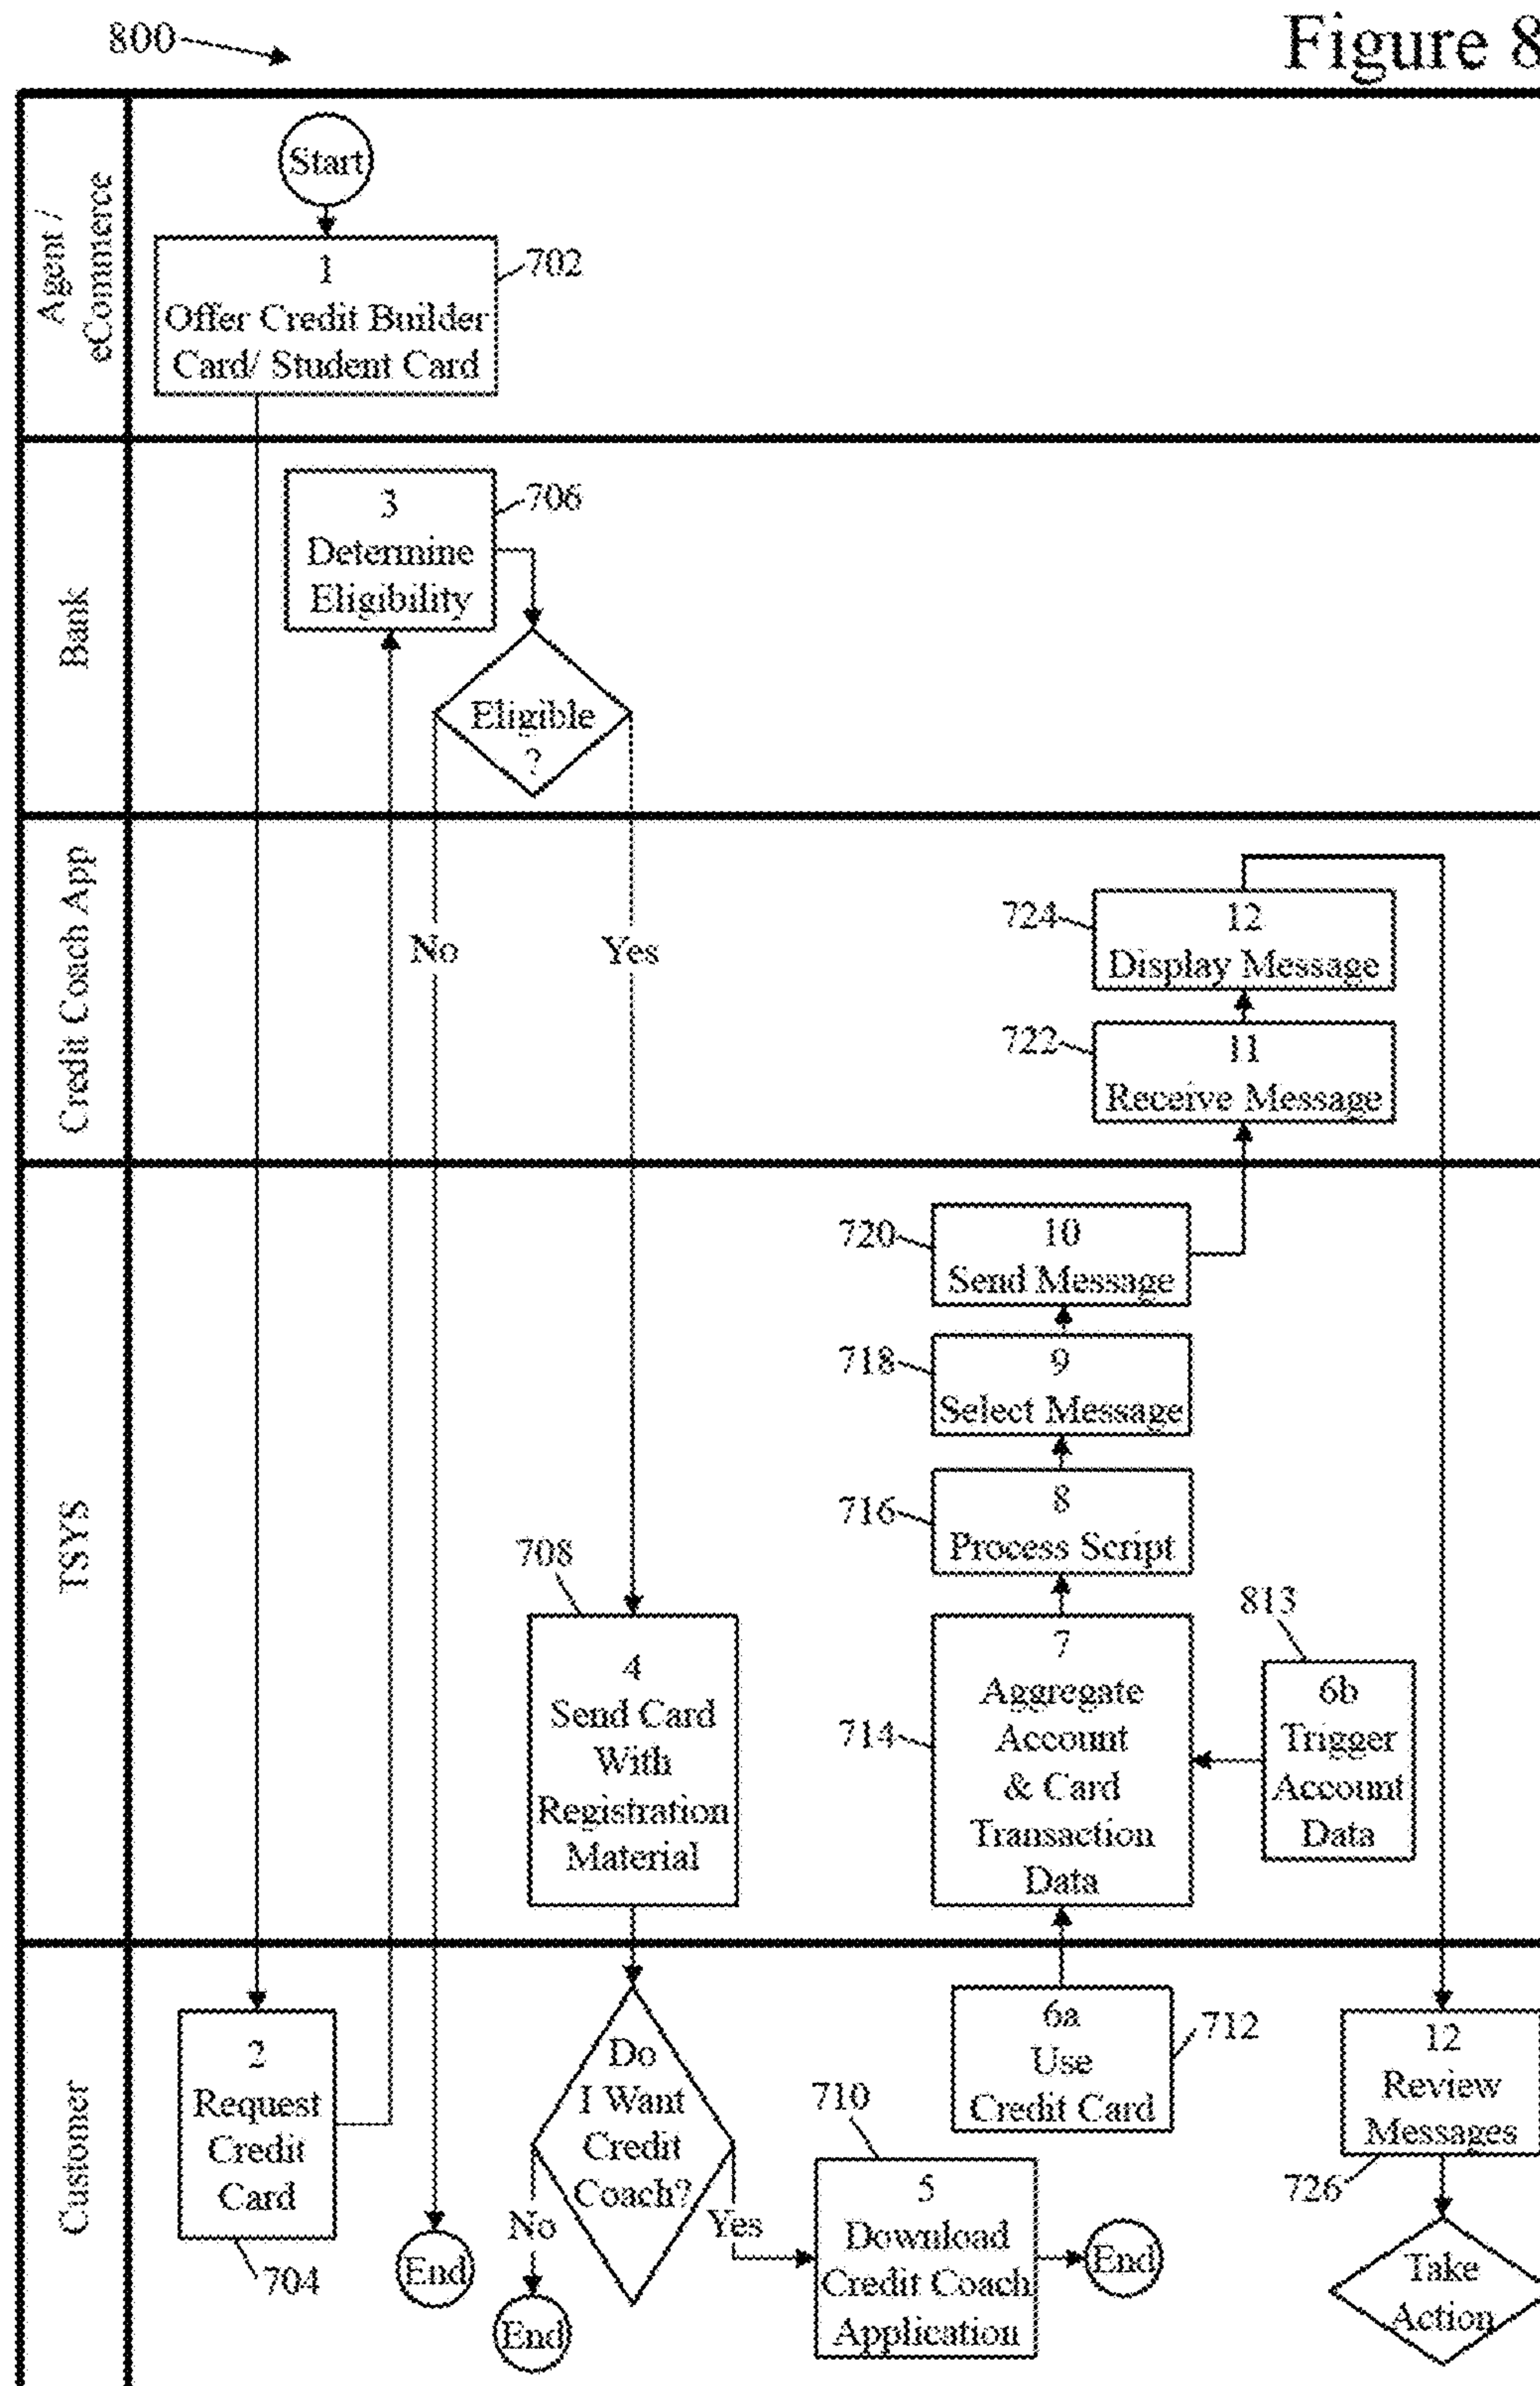 800
Figure 8
Agent /
eCommerce
Start
1
Offer Credit Builder
Card/ Student Card
702
Bank
3
Determine
Eligibility
706
Eligible
?
No
Yes
Credit Coach App
724
12
Display Message
722
11
Receive Message
TSYS
720
10
Send Message
718
9
Select Message
716
8
Process Script
708
4
Send Card
With
Registration
Material
714
7
Aggregate
Account
& Card
Transaction
Data
813
6b
Trigger
Account
Data
Customer
2
Request
Credit
Card
704
End
Do
I Want
Credit
Coach?
No
Yes
End
710
5
Download
Credit Coach
Application
End
6a
Use
Credit Card
712
12
Review
Messages
726
Take
Action